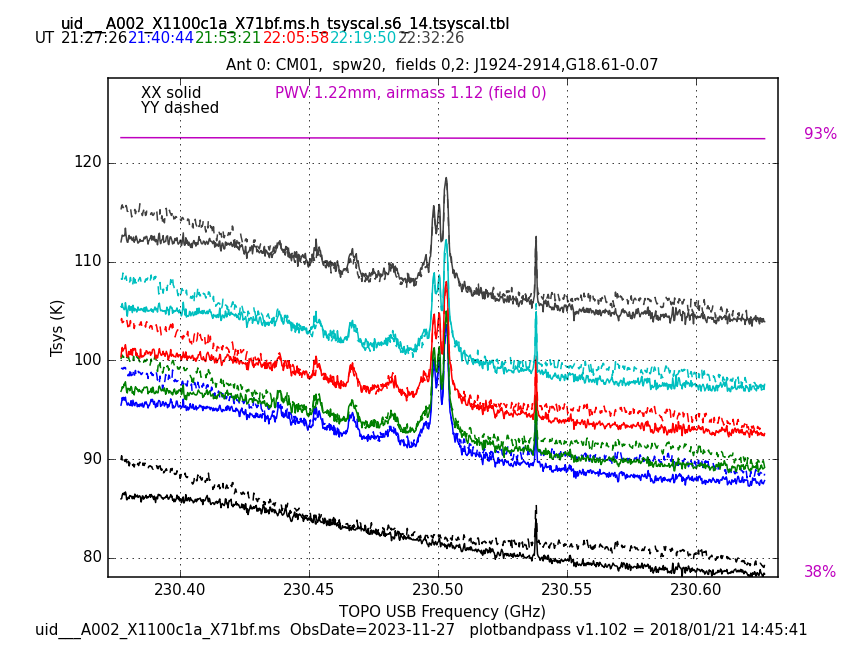 uid___A002_X1100c1a_X71bf.ms.h_tsyscal.s6_14.tsyscal.tbl
UT 21:27:26 21:40:44 21:53:21 22:05:58 22:19:50 22:32:26
Ant 0: CM01,  spw20,  fields 0,2: J1924-2914,G18.61-0.07
XX solid
YY dashed
PWV 1.22mm, airmass 1.12 (field 0)
93%
120
110
100
90
80
Tsys (K)
38%
230.40 230.45 230.50 230.55 230.60
TOPO USB Frequency (GHz)
uid___A002_X1100c1a_X71bf.ms  ObsDate=2023-11-27   plotbandpass v1.102 = 2018/01/21 14:45:41